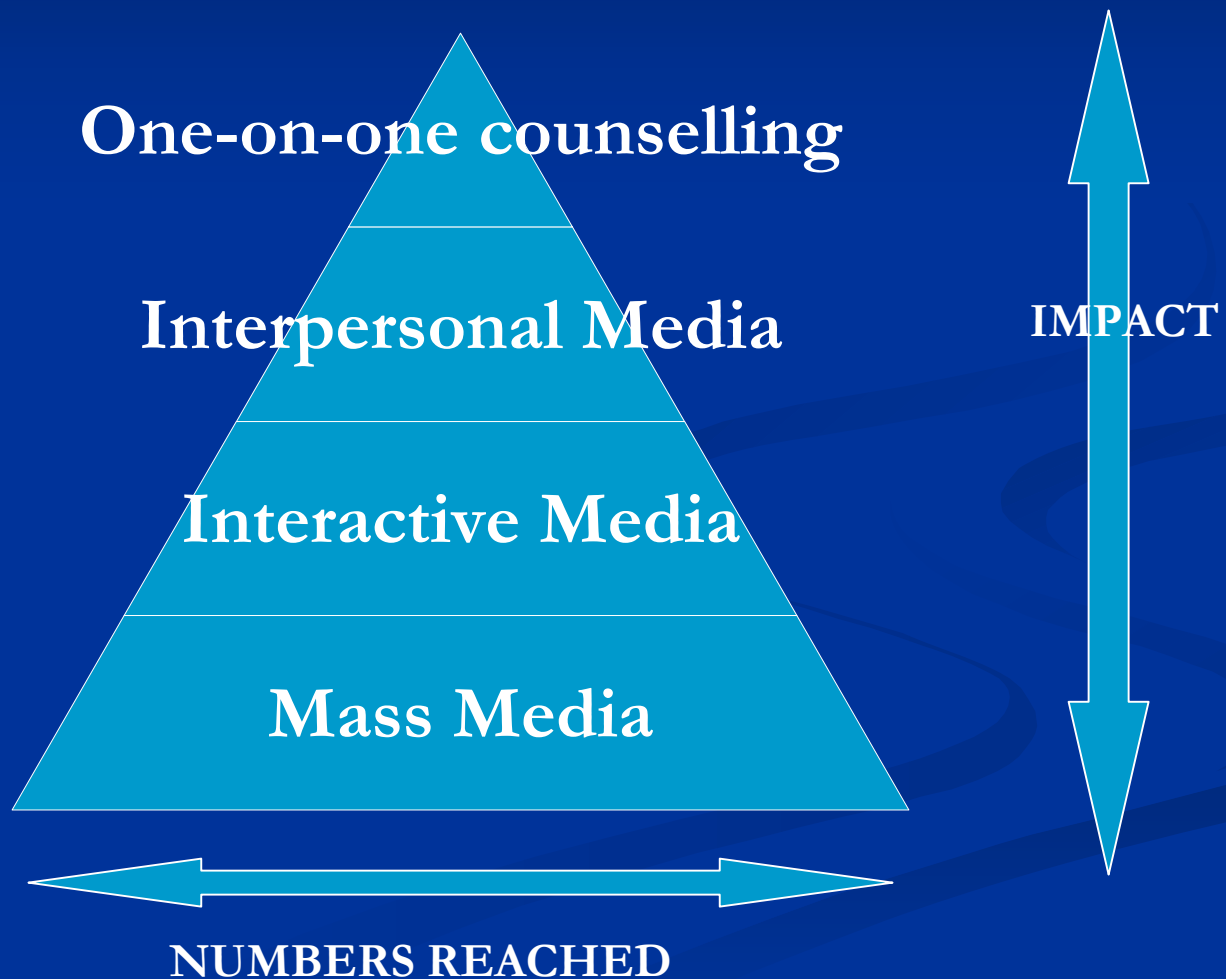 One-on-one counselling
Interpersonal Media
IMPACT
Interactive Media
Mass Media
NUMBERS REACHED